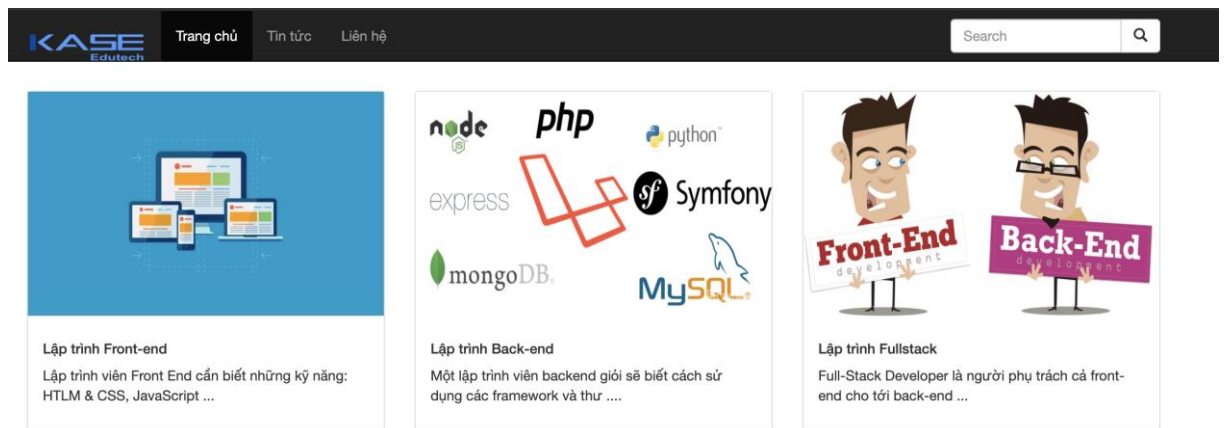 KASE
Edutech
Trang chủ
Tin tức
Liên hệ
Search
node
JS
php
python
express
Symfony
sf
mongoDB.
MySQL
Front-End
development
Back-End
development
Lập trình Front-end
Lập trình viên Front End cần biết những kỹ năng:
HTLM & CSS, JavaScript ...
Lập trình Back-end
Một lập trình viên backend giỏi sẽ biết cách sử
dụng các framework và thư ....
Lập trình Fullstack
Full-Stack Developer là người phụ trách cả front-
end cho tới back-end ...